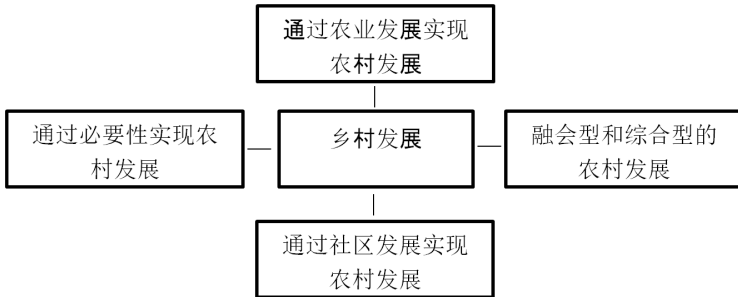 通过农业发展实现
农村发展
通过必要性实现农
村发展
乡村发展
融会型和综合型的
农村发展
通过社区发展实现
农村发展